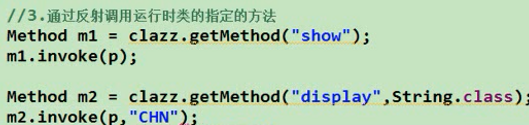 //3.通过反射调用运行时类的指定的方法
Method m1 = clazz.getMethod("show");
m1.invoke(p);
Method m2 = clazz.getMethod("display",String.class);
m2.invoke(p,"CHN");